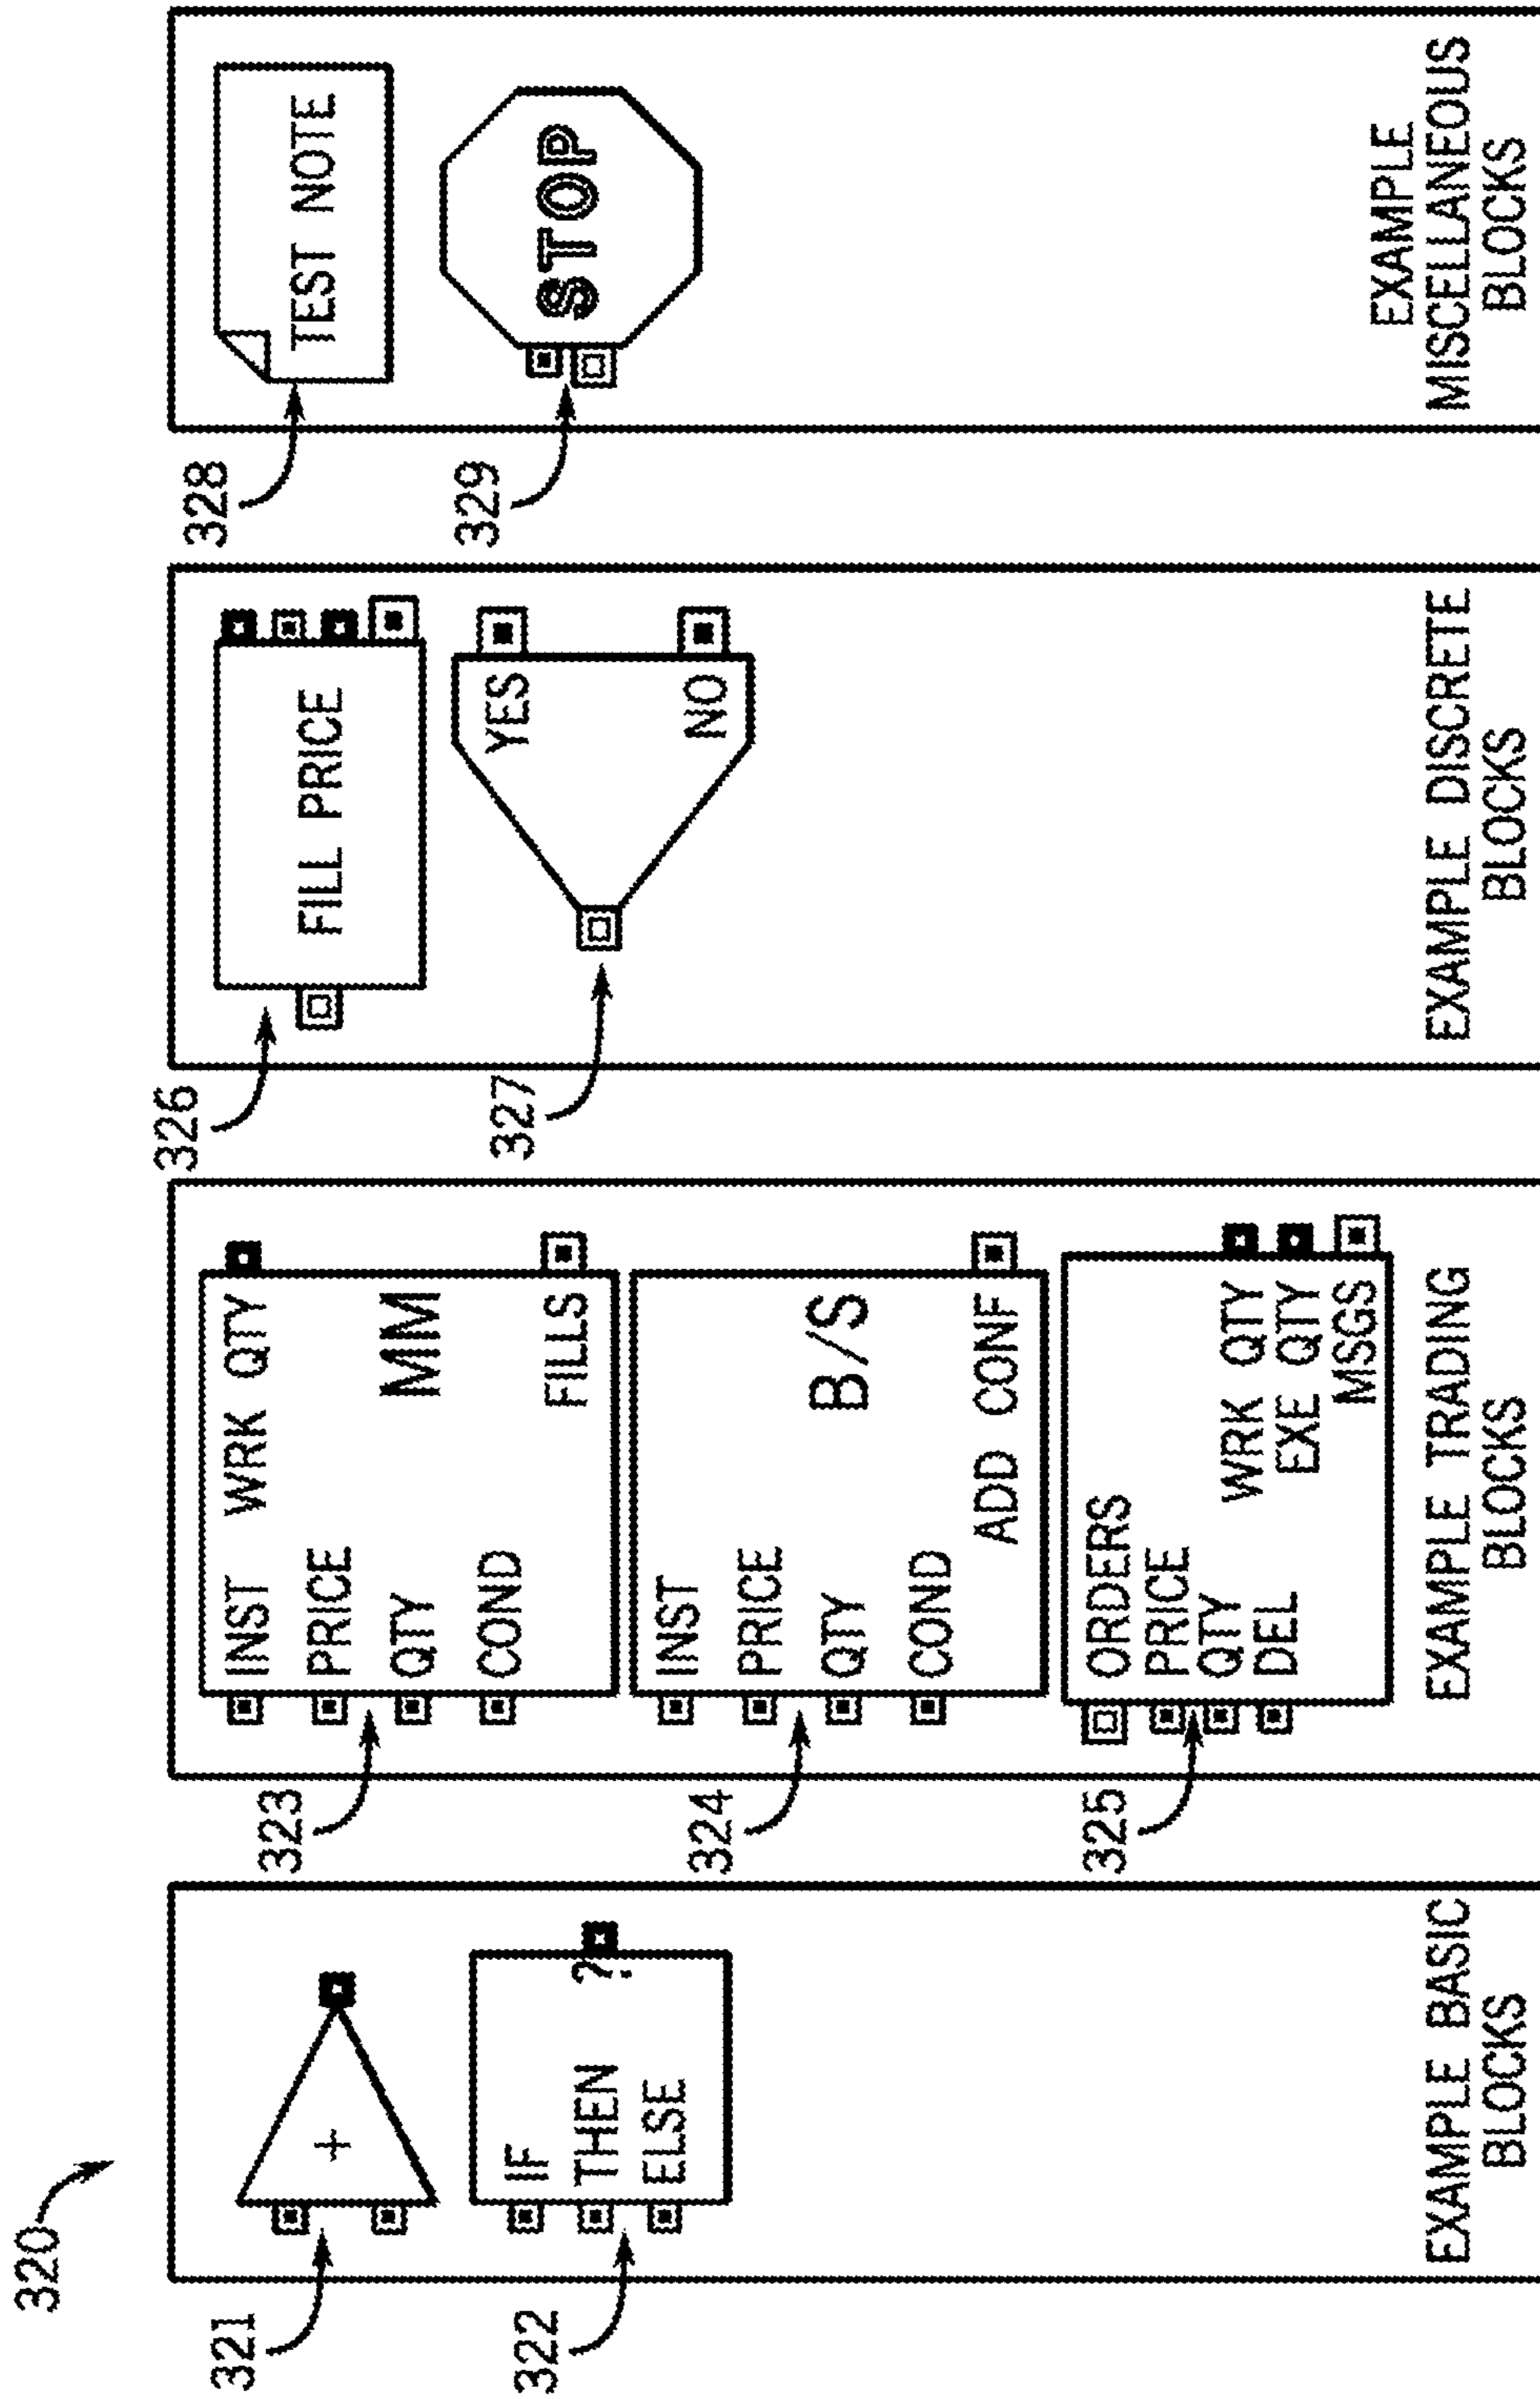 320
321
+
322
IF
THEN
?
ELSE
EXAMPLE BASIC
BLOCKS
323
INST WRK QTY
PRICE
MM
QTY
COND
FILLS
324
INST
PRICE
B/S
QTY
COND
ADD CONF
325
ORDERS
PRICE
QTY
WRK QTY
DEL
EXE QTY
MSGS
EXAMPLE TRADING
BLOCKS
326
FILL PRICE
327
YES
NO
EXAMPLE DISCRETE
BLOCKS
328
TEST NOTE
329
STOP
EXAMPLE
MISCELLANEOUS
BLOCKS